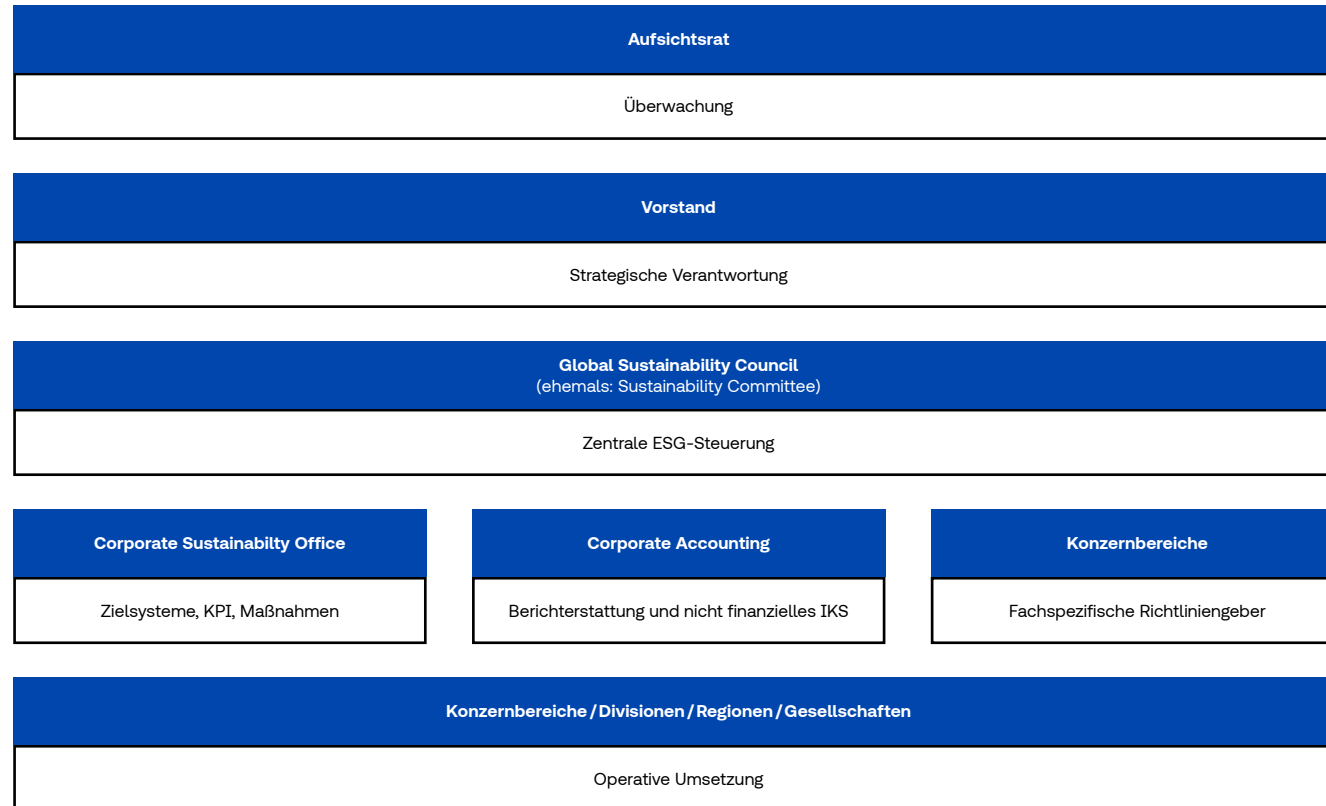 Aufsichtsrat
Überwachung
Vorstand
Strategische Verantwortung
Global Sustainability Council
(ehemals: Sustainability Committee)
Zentrale ESG-Steuerung
Corporate Sustainabilty Office
Zielsysteme, KPI, Maßnahmen
Corporate Accounting
Berichterstattung und nicht finanzielles IKS
Konzernbereiche
Fachspezifische Richtliniengeber
Konzernbereiche / Divisionen / Regionen / Gesellschaften
Operative Umsetzung